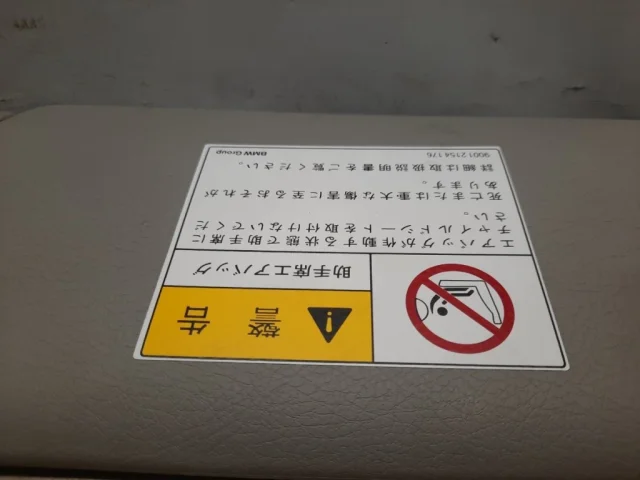 警告
助手席エアバッグ
エアバッグが作動する状態で助手席に
チャイルドシートを取付けないでくだ
さい。
死亡または重大な傷害に至るおそれが
あります。
詳細は取扱説明書をご覧ください。
BMW Group
9001 2154 176